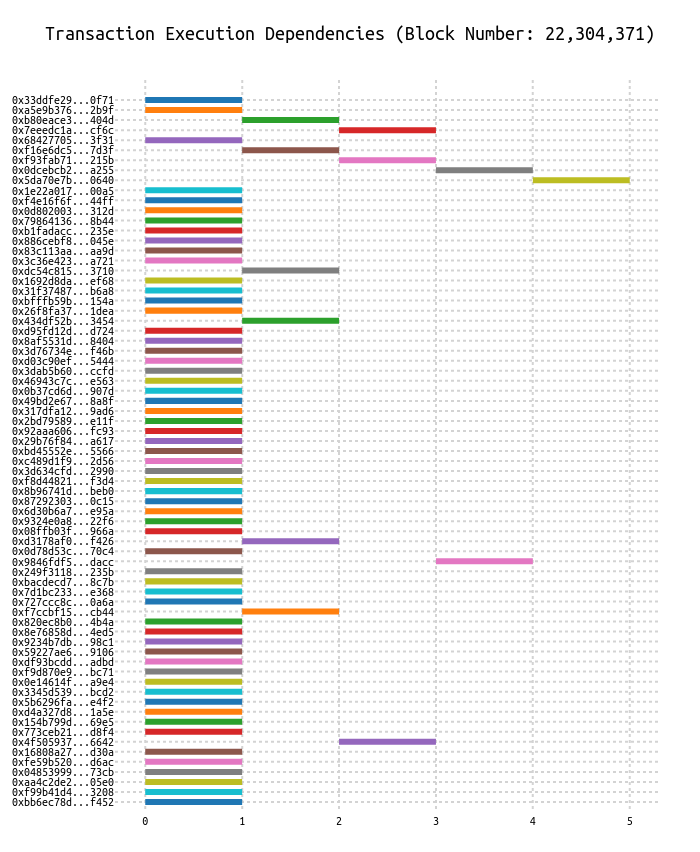 Transaction Execution Dependencies (Block Number: 22,304,371)
0x33ddfe29...0f71
0xa5e9b376...2b9f
0xb80eace3...404d
0x7eeedc1a...cf6c
0x68427705...3f31
0xf16e6dc5...7d3f
0xf93fab71...215b
0x0dcebcb2...a255
0x5da70e7b...0640
0x1e22a017...00a5
0xf4e16f6f...44ff
0x0d802003...312d
0x79864136...8b44
0xb1fadacc...235e
0x886cebf8...045e
0x83c113aa...aa9d
0x3c36e423...a721
0xdc54c815...3710
0x1692d8da...ef68
0x31f37487...b6a8
0xbfffb59b...154a
0x26f8fa37...1dea
0x434df52b...3454
0xd95fd12d...d724
0x8af5531d...8404
0x3d76734e...f46b
0xd03c90ef...5444
0x3dab5b60...ccfd
0x46943c7c...e563
0x0b37cd6d...907d
0x49bd2e67...8a8f
0x317dfa12...9ad6
0x2bd79589...e11f
0x92aaa606...fc93
0x29b76f84...a617
0xbd45552e...5566
0xc489d1f9...2d56
0x3d634cfd...2990
0xf8d44821...f3d4
0x8b96741d...beb0
0x87292303...0c15
0x6d30b6a7...e95a
0x9324e0a8...22f6
0x08ffb03f...966a
0xd3178af0...f426
0x0d78d53c...70c4
0x9846fdf5...dacc
0x249f3118...235b
0xbacdecd7...8c7b
0x7d1bc233...e368
0x727ccc8c...0a6a
0xf7ccbf15...cb44
0x820ec8b0...4b4a
0x8e76858d...4ed5
0x9234b7db...98c1
0x59227ae6...9106
0xdf93bcdd...adbd
0xf9d870e9...bc71
0x0e14614f...a9e4
0x3345d539...bcd2
0x5b6296fa...e4f2
0xd4a327d8...1a5e
0x154b799d...69e5
0x773ceb21...d8f4
0x4f505937...6642
0x16808a27...d30a
0xfe59b520...d6ac
0x04853999...73cb
0xaa4c2de2...05e0
0xf99b41d4...3208
0xbb6ec78d...f452
0 1 2 3 4 5